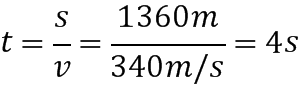 t = s/v = 1360m/340m/s = 4s